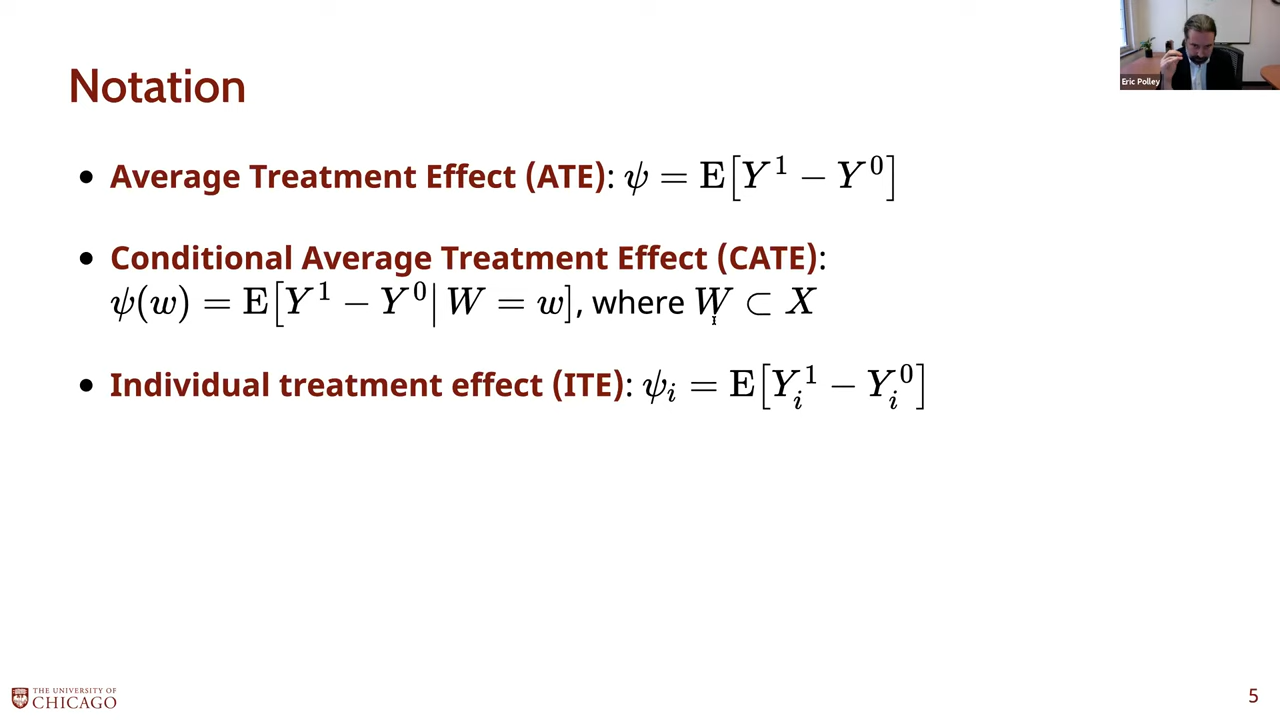 Notation
Eric Polley
• Average Treatment Effect (ATE): ψ = E[Y¹ − Y⁰]
• Conditional Average Treatment Effect (CATE):
ψ(w) = E[Y¹ − Y⁰| W = w], where W ⊂ X
• Individual treatment effect (ITE): ψᵢ = E[Yᵢ¹ − Yᵢ⁰]
THE UNIVERSITY OF
CHICAGO
5